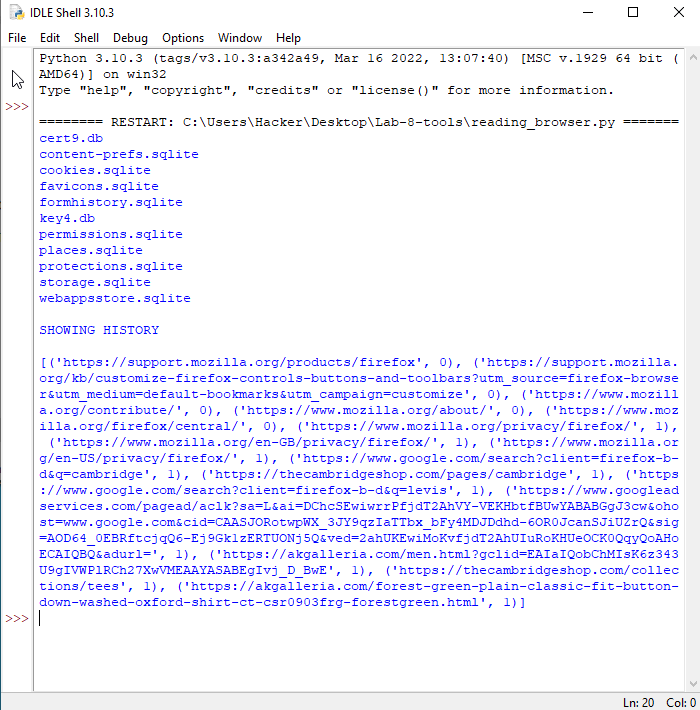 IDLE Shell 3.10.3
File Edit Shell Debug Options Window Help
Python 3.10.3 (tags/v3.10.3:a342a49, Mar 16 2022, 13:07:40) [MSC v.1929 64 bit (
AMD64)] on win32
Type "help", "copyright", "credits" or "license()" for more information.
>>>
======== RESTART: C:\Users\Hacker\Desktop\Lab-8-tools\reading_browser.py =======
cert9.db
content-prefs.sqlite
cookies.sqlite
favicons.sqlite
formhistory.sqlite
key4.db
permissions.sqlite
places.sqlite
protections.sqlite
storage.sqlite
webappsstore.sqlite
SHOWING HISTORY
[('https://support.mozilla.org/products/firefox', 0), ('https://support.mozilla.
org/kb/customize-firefox-controls-buttons-and-toolbars?utm_source=firefox-browse
r&utm_medium=default-bookmarks&utm_campaign=customize', 0), ('https://www.mozill
a.org/contribute/', 0), ('https://www.mozilla.org/about/', 0), ('https://www.moz
illa.org/firefox/central/', 0), ('https://www.mozilla.org/privacy/firefox/', 1),
('https://www.mozilla.org/en-GB/privacy/firefox/', 1), ('https://www.mozilla.or
g/en-US/privacy/firefox/', 1), ('https://www.google.com/search?client=firefox-b-
d&q=cambridge', 1), ('https://thecambridgeshop.com/pages/cambridge', 1), ('https
://www.google.com/search?client=firefox-b-d&q=levis', 1), ('https://www.googlead
services.com/pagead/aclk?sa=L&ai=DChcSEwiwrrPfjdT2AhVY-VEKHbtfBUwYABABGgJ3cw&oh
ost=www.google.com&cid=CAASJORotwpWX_3JY9qzIaTTbx_bFy4MDJDdhd-6OR0JcanSJiUZrQ&sig
=AOD64_0EBRftcjqQ6-Ej9Gk1zERTUONj5Q&ved=2ahUKEwiMoKvfjdT2AhUIuRoKHUeOCK0QqyQoAHo
ECAIQBQ&adurl=', 1), ('https://akgalleria.com/men.html?gclid=EAIaIQobChMIsK6z343
U9gIVWPlRCh27XwVMEAAYASABEgIvj_D_BwE', 1), ('https://thecambridgeshop.com/collec
tions/tees', 1), ('https://akgalleria.com/forest-green-plain-classic-fit-button-
down-washed-oxford-shirt-ct-csr0903frg-forestgreen.html', 1)]
>>>
Ln: 20 Col: 0